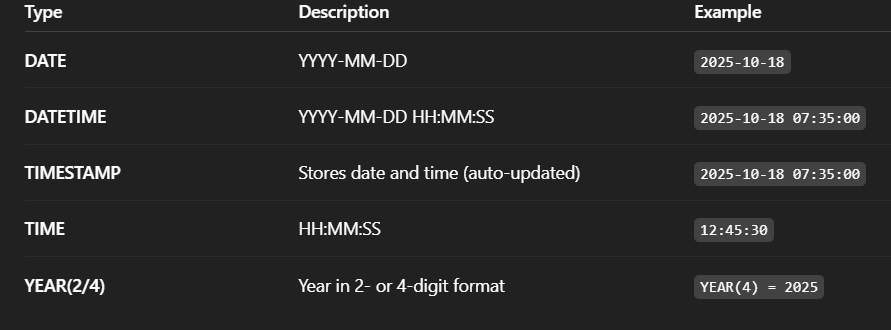 Type Description Example
DATE YYYY-MM-DD 2025-10-18
DATETIME YYYY-MM-DD HH:MM:SS 2025-10-18 07:35:00
TIMESTAMP Stores date and time (auto-updated) 2025-10-18 07:35:00
TIME HH:MM:SS 12:45:30
YEAR(2/4) Year in 2- or 4-digit format YEAR(4) = 2025